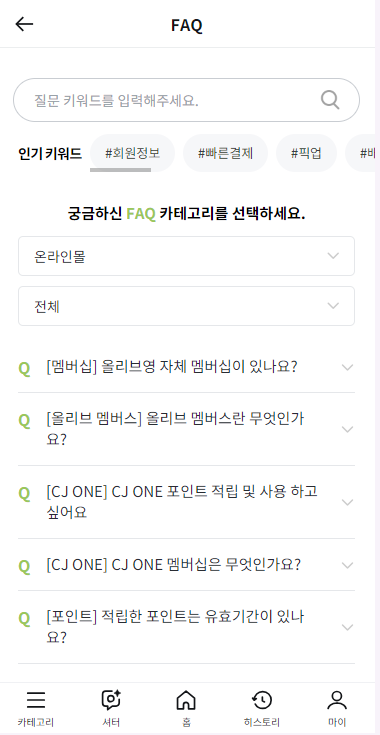 FAQ
질문 키워드를 입력해주세요.
인기 키워드 #회원정보 #빠른결제 #픽업
궁금하신 FAQ 카테고리를 선택하세요.
온라인몰
전체
Q [멤버십] 올리브영 자체 멤버십이 있나요?
Q [올리브 멤버스] 올리브 멤버스란 무엇인가
요?
Q [CJ ONE] CJ ONE 포인트 적립 및 사용 하고
싶어요
Q [CJ ONE] CJ ONE 멤버십은 무엇인가요?
Q [포인트] 적립한 포인트는 유효기간이 있나
요?
카테고리 셔터 홈 히스토리 마이